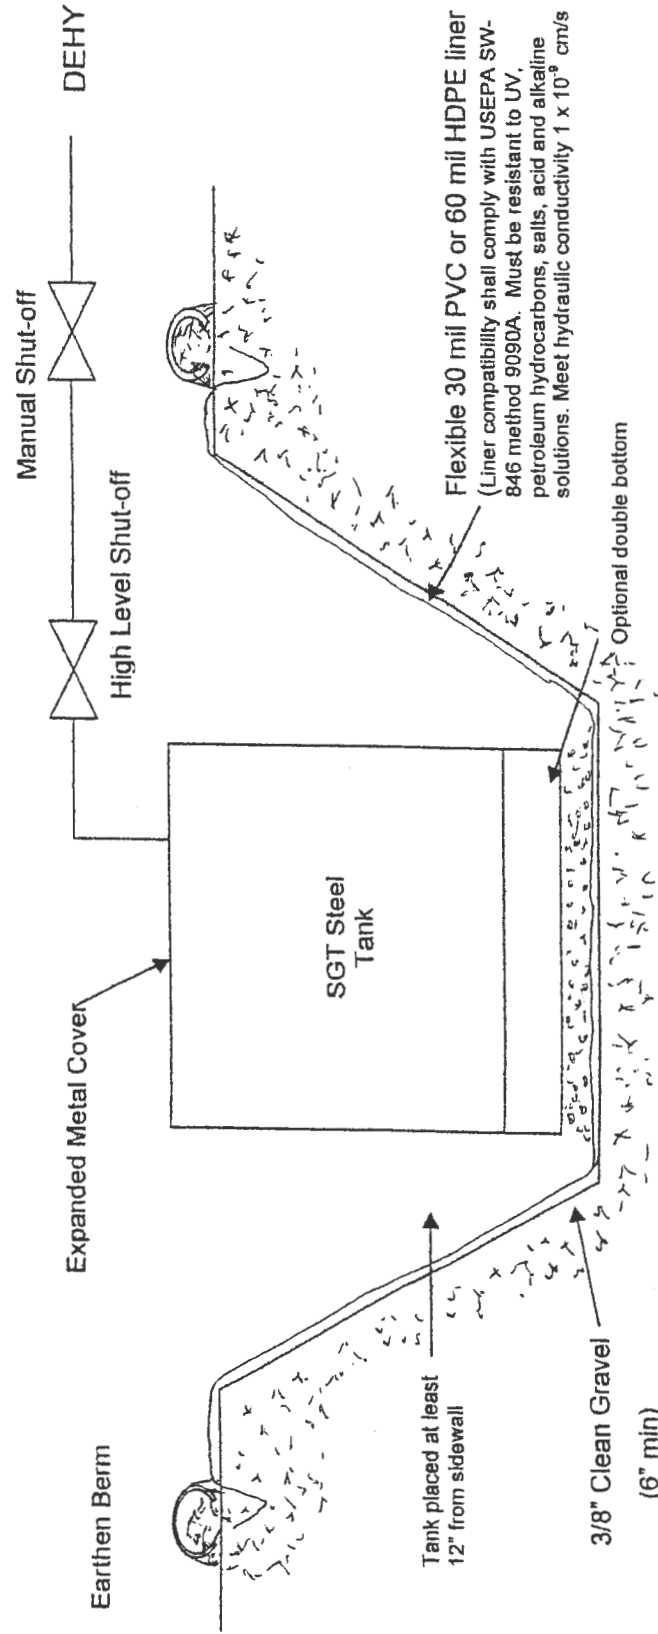 DEHY
Manual Shut-off
High Level Shut-off
Expanded Metal Cover
Earthen Berm
SGT Steel
Tank
Tank placed at least
12" from sidewall
3/8" Clean Gravel
(6" min)
Flexible 30 mil PVC or 60 mil HDPE liner
(Liner compatibility shall comply with USEPA SW-
846 method 9090A. Must be resistant to UV,
petroleum hydrocarbons, salts, acid and alkaline
solutions. Meet hydraulic conductivity 1 x 10⁻⁹ cm/s
Optional double bottom